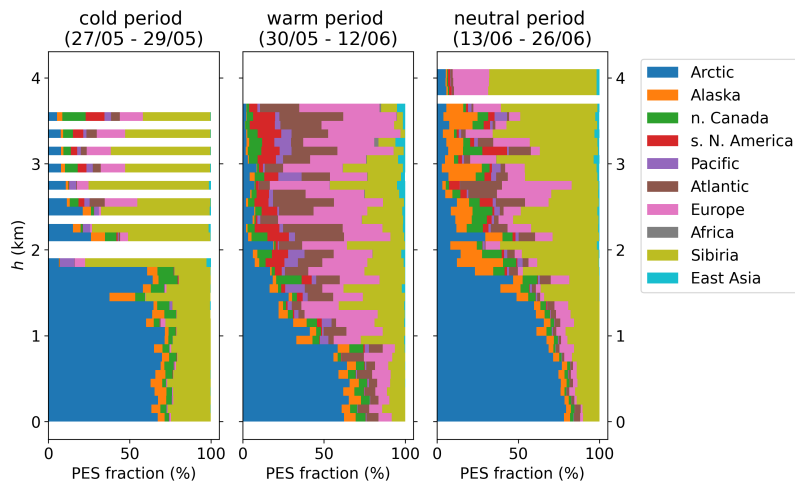 cold period
(27/05 - 29/05)
warm period
(30/05 - 12/06)
neutral period
(13/06 - 26/06)
h (km)
4
3
2
1
0
0 50 100
0 50 100
0 50 100
PES fraction (%)
PES fraction (%)
PES fraction (%)
Arctic
Alaska
n. Canada
s. N. America
Pacific
Atlantic
Europe
Africa
Sibiria
East Asia